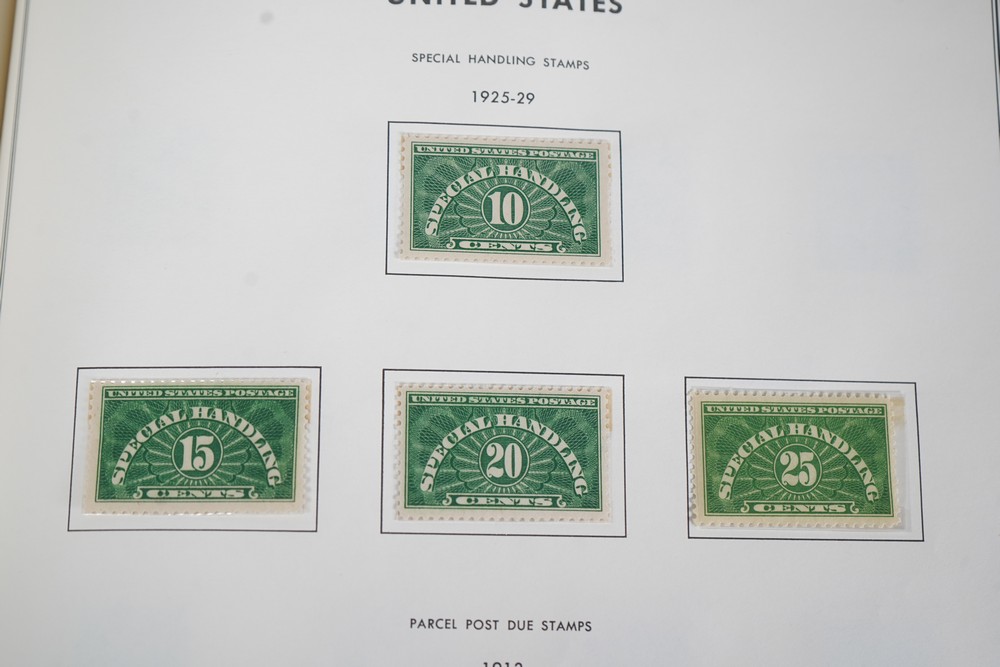 UNITED STATES
SPECIAL HANDLING STAMPS
1925-29
UNITED STATES POSTAGE
SPECIAL HANDLING
10
CENTS
UNITED STATES POSTAGE
SPECIAL HANDLING
15
CENTS
UNITED STATES POSTAGE
SPECIAL HANDLING
20
CENTS
UNITED STATES POSTAGE
SPECIAL HANDLING
25
CENTS
PARCEL POST DUE STAMPS
1912